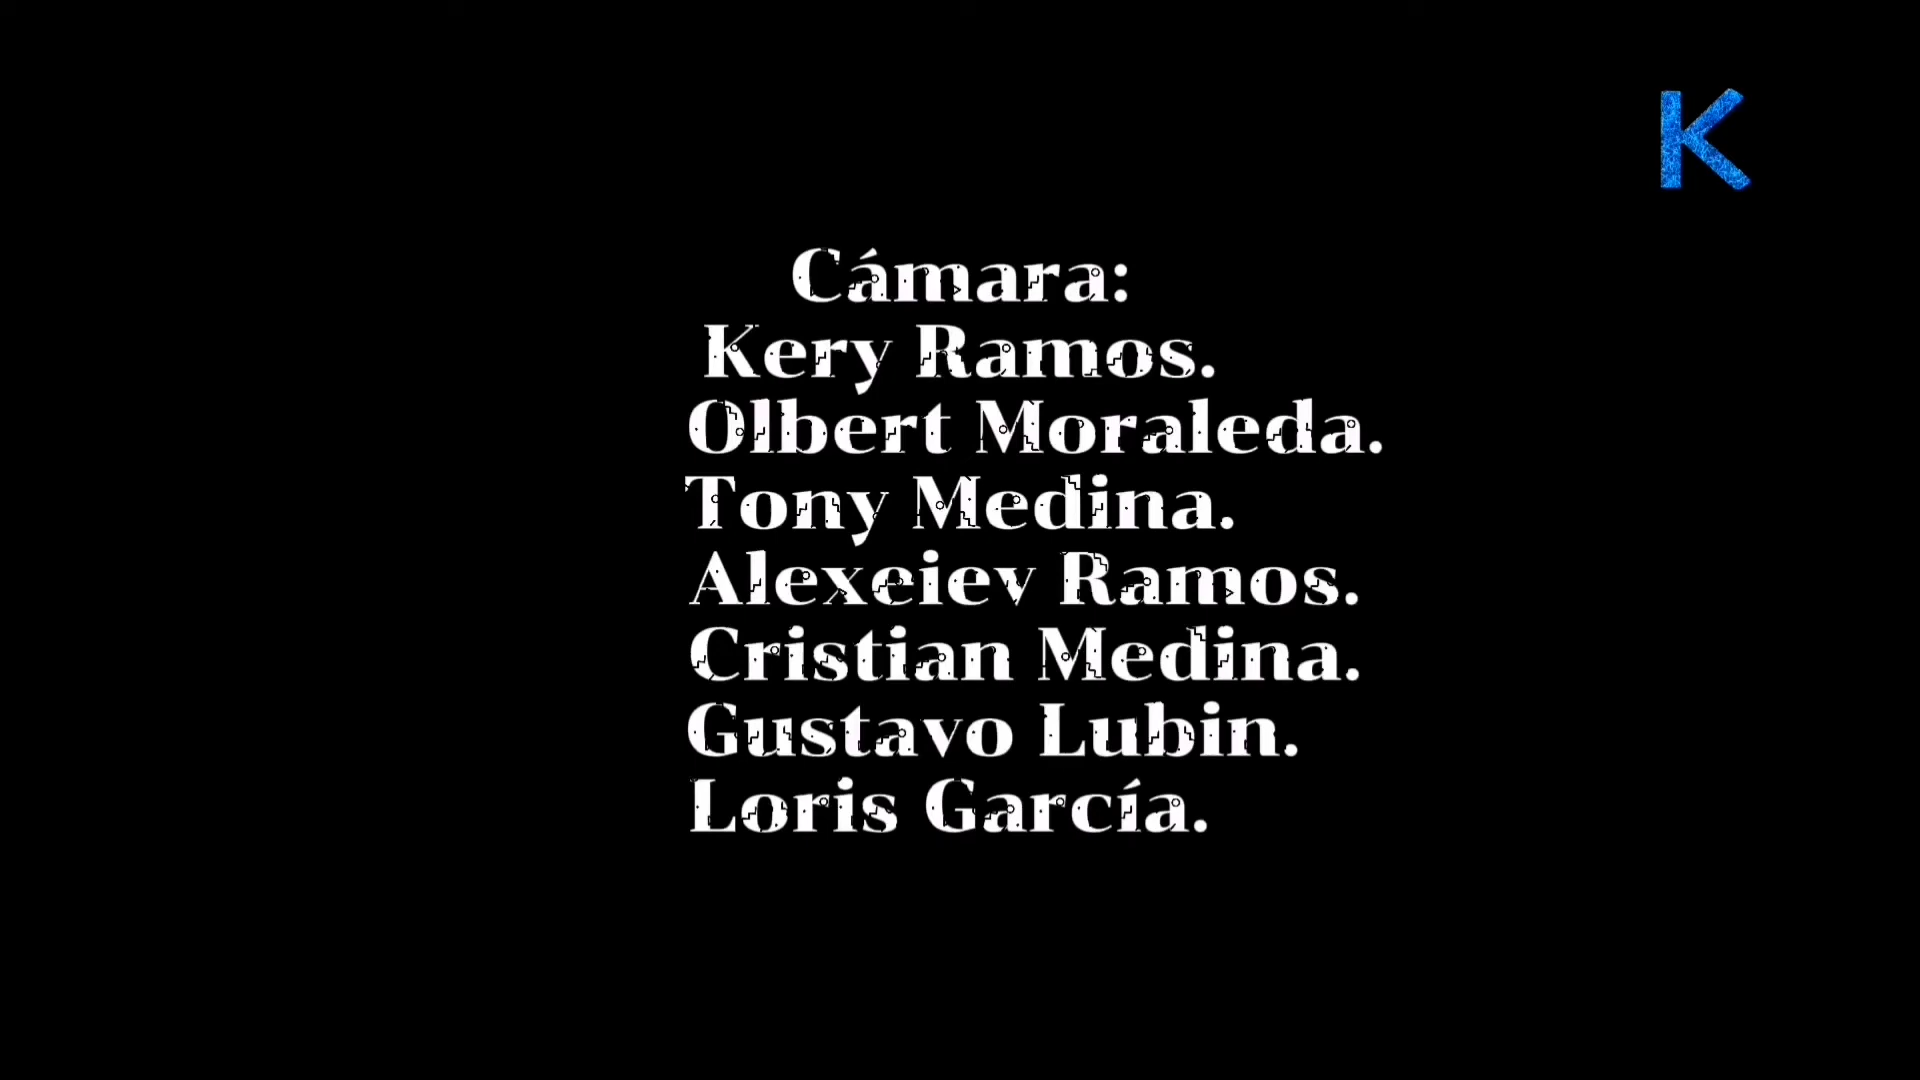 K
Cámara:
Kery Ramos.
Olbert Moraleda.
Tony Medina.
Alexeiev Ramos.
Cristian Medina.
Gustavo Lubin.
Loris García.